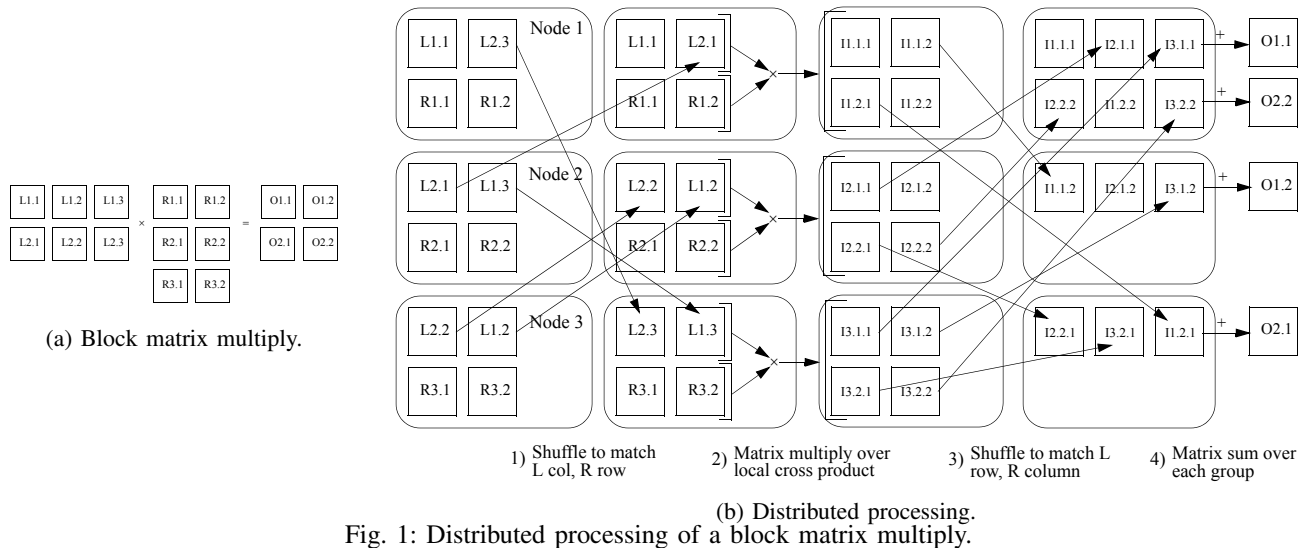 L1.1 L1.2 L1.3 × R1.1 R1.2 = O1.1 O1.2
L2.1 L2.2 L2.3 R2.1 R2.2 O2.1 O2.2
R3.1 R3.2
(a) Block matrix multiply.
Node 1
L1.1 L2.3
R1.1 R1.2
L1.1 L2.1
R1.1 R1.2
×
I1.1.1 I1.1.2
I1.2.1 I1.2.2
I1.1.1 I2.1.1 I3.1.1 + O1.1
I2.2.2 I1.2.2 I3.2.2 + O2.2
Node 2
L2.1 L1.3
R2.1 R2.2
L2.2 L1.2
R2.1 R2.2
×
I2.1.1 I2.1.2
I2.2.1 I2.2.2
I1.1.2 I2.1.2 I3.1.2 + O1.2
Node 3
L2.2 L1.2
R3.1 R3.2
L2.3 L1.3
R3.1 R3.2
×
I3.1.1 I3.1.2
I3.2.1 I3.2.2
I2.2.1 I3.2.1 I1.2.1 + O2.1
1) Shuffle to match
L col, R row
2) Matrix multiply over
local cross product
3) Shuffle to match L
row, R column
4) Matrix sum over
each group
(b) Distributed processing.
Fig. 1: Distributed processing of a block matrix multiply.